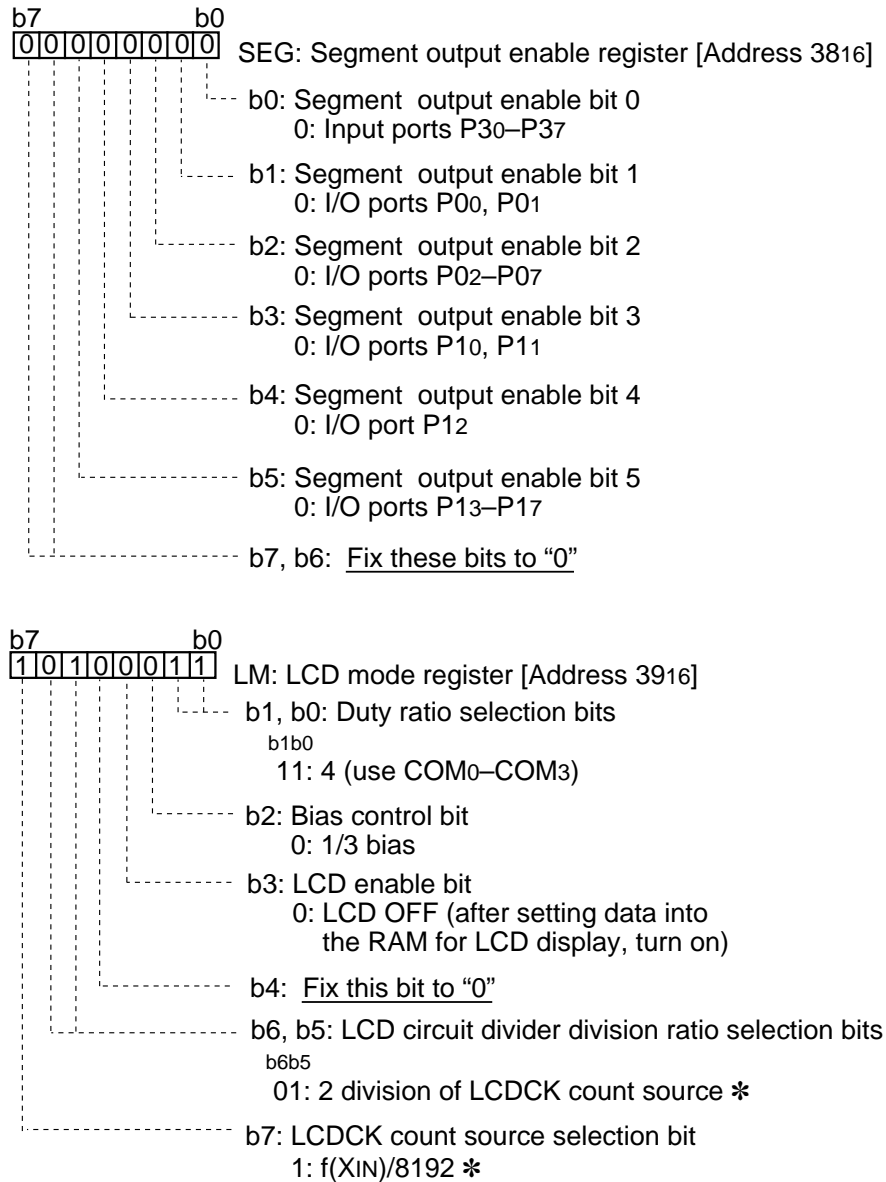 b7 b0
0 0 0 0 0 0 0 0 SEG: Segment output enable register [Address 3816]
b0: Segment output enable bit 0
0: Input ports P30–P37
b1: Segment output enable bit 1
0: I/O ports P00, P01
b2: Segment output enable bit 2
0: I/O ports P02–P07
b3: Segment output enable bit 3
0: I/O ports P10, P11
b4: Segment output enable bit 4
0: I/O port P12
b5: Segment output enable bit 5
0: I/O ports P13–P17
b7, b6: Fix these bits to “0”
b7 b0
1 0 1 0 0 0 1 1 LM: LCD mode register [Address 3916]
b1, b0: Duty ratio selection bits
b1b0
11: 4 (use COM0–COM3)
b2: Bias control bit
0: 1/3 bias
b3: LCD enable bit
0: LCD OFF (after setting data into
the RAM for LCD display, turn on)
b4: Fix this bit to “0”
b6, b5: LCD circuit divider division ratio selection bits
b6b5
01: 2 division of LCDCK count source ✻
b7: LCDCK count source selection bit
1: f(XIN)/8192 ✻